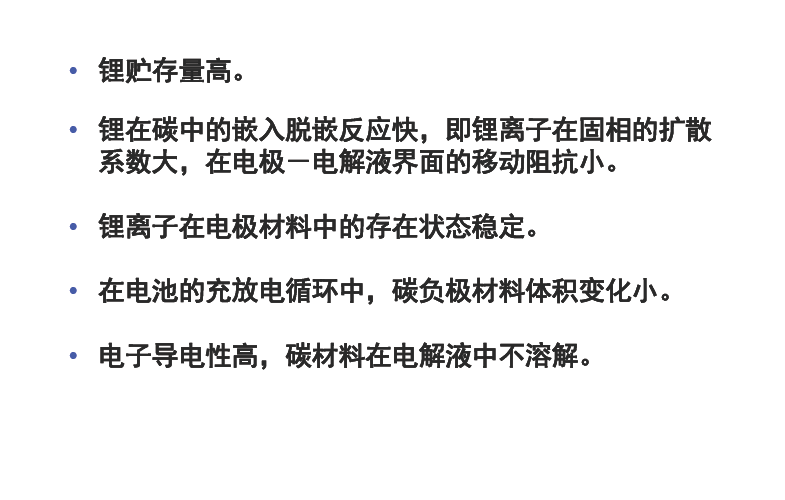 • 锂贮存量高。
• 锂在碳中的嵌入脱嵌反应快，即锂离子在固相的扩散
系数大，在电极－电解液界面的移动阻抗小。
• 锂离子在电极材料中的存在状态稳定。
• 在电池的充放电循环中，碳负极材料体积变化小。
• 电子导电性高，碳材料在电解液中不溶解。